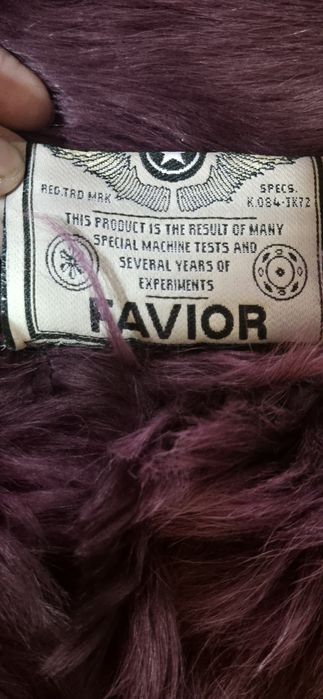 REG.TRD MRK
SPECS.
K.084-IK72
THIS PRODUCT IS THE RESULT OF MANY
SPECIAL MACHINE TESTS AND
SEVERAL YEARS OF
EXPERIMENTS
FAVIOR